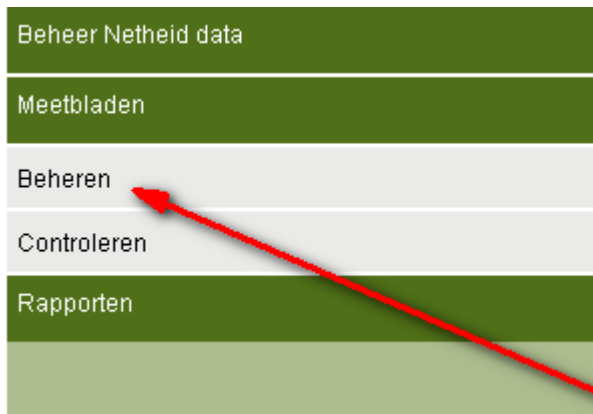 Beheer Netheid data
Meetbladen
Beheren
Controleren
Rapporten